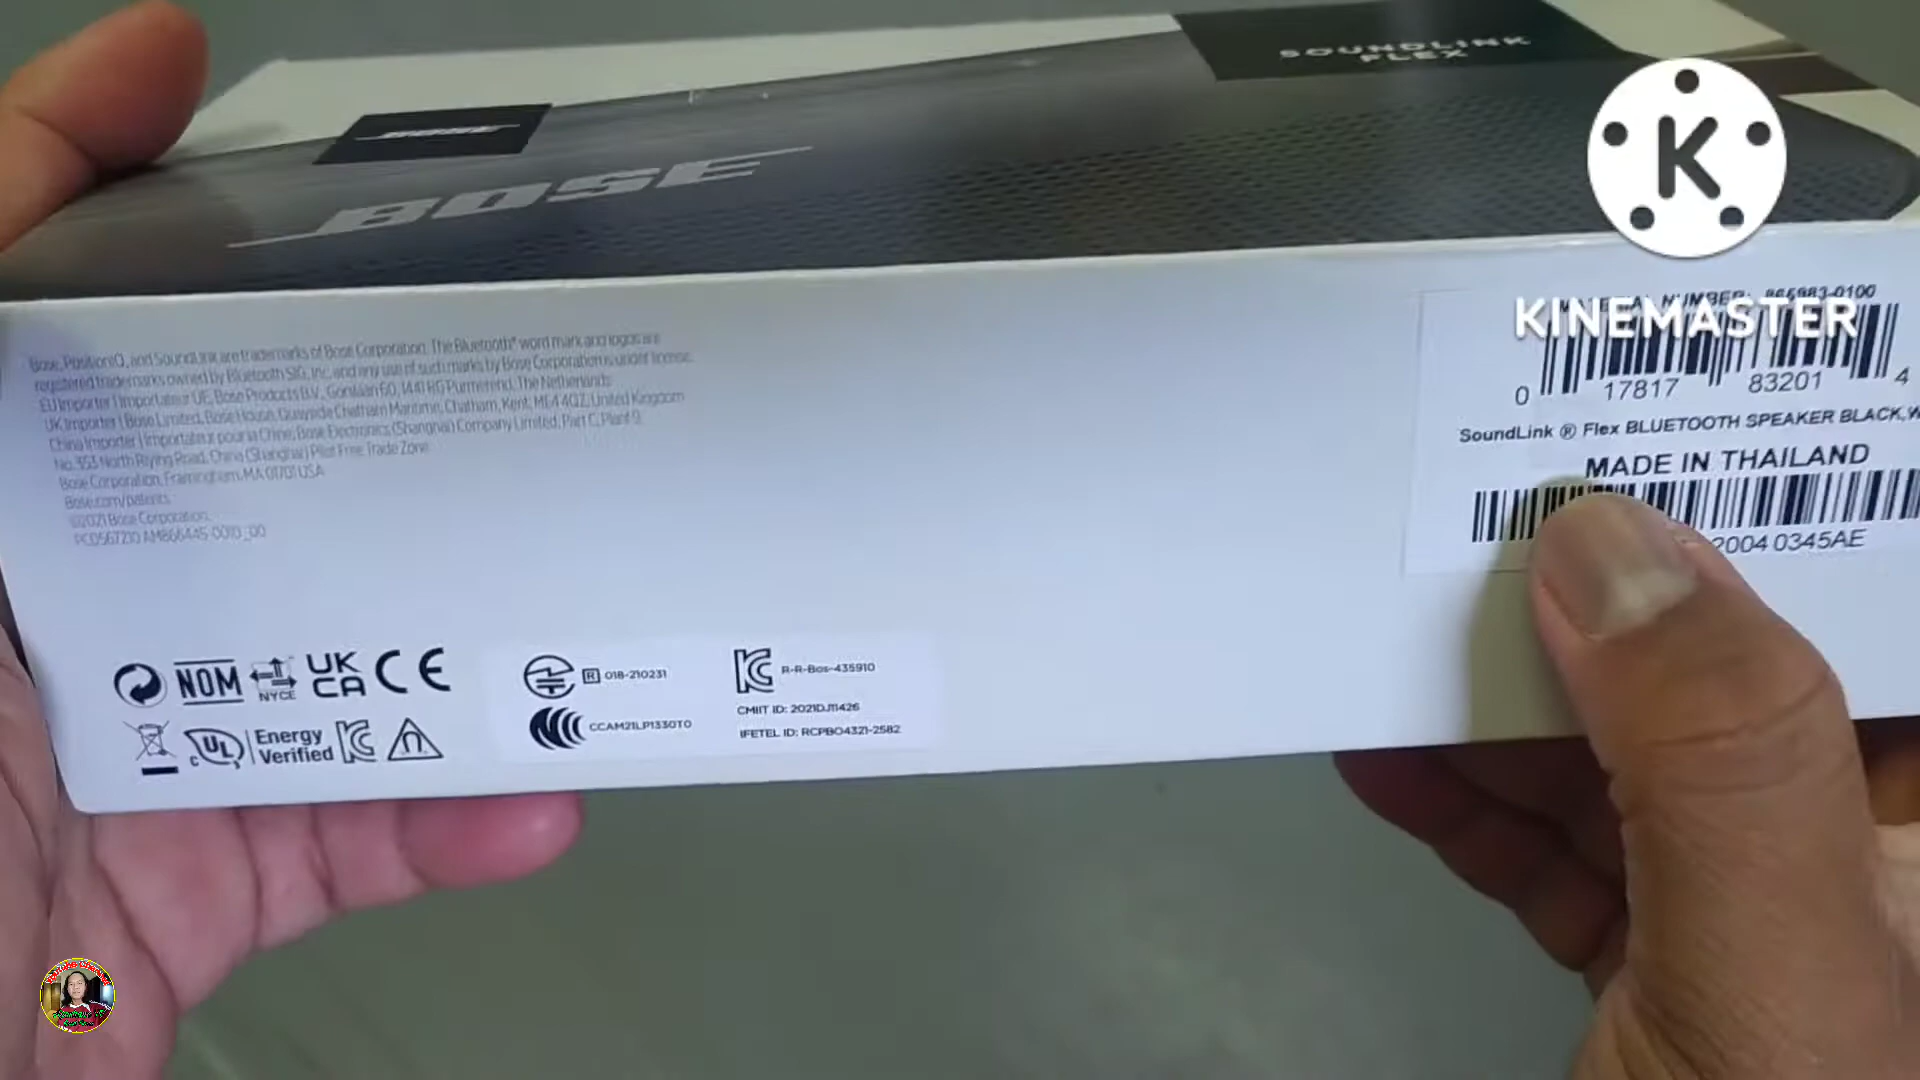 SOUNDLINK
FLEX
BOSE
BOSE
K
KINEMASTER
NUMBER: 865983-0100
0 17817 83201 4
SoundLink ® Flex BLUETOOTH SPEAKER BLACK,W
MADE IN THAILAND
2004 0345AE
Bose, PositionIQ, and SoundLink are trademarks of Bose Corporation. The Bluetooth® word mark and logos are
registered trademarks owned by Bluetooth SIG, Inc. and any use of such marks by Bose Corporation is under license.
EU Importer | Importateur UE, Bose Products B.V., Gorslaan 60, 1441 RG Purmerend, The Netherlands
UK Importer | Bose Limited, Bose House, Quayside Chatham Maritime, Chatham, Kent, ME4 4QZ, United Kingdom
China Importer | Importateur pour la Chine, Bose Electronics (Shanghai) Company Limited, Part C, Plant 9,
No. 353 North Riying Road, China (Shanghai) Pilot Free Trade Zone
Bose Corporation, Framingham, MA 01701 USA
Bose.com/patents
©2021 Bose Corporation.
PCD567210 AM866445-0010_00
NOM NYCE UK CA CE
c UL Energy Verified
R 018-210231
CCAM21LP1330T0
R-R-Bos-435910
CMIIT ID: 2021DJ11426
IFETEL ID: RCPBO4321-2582